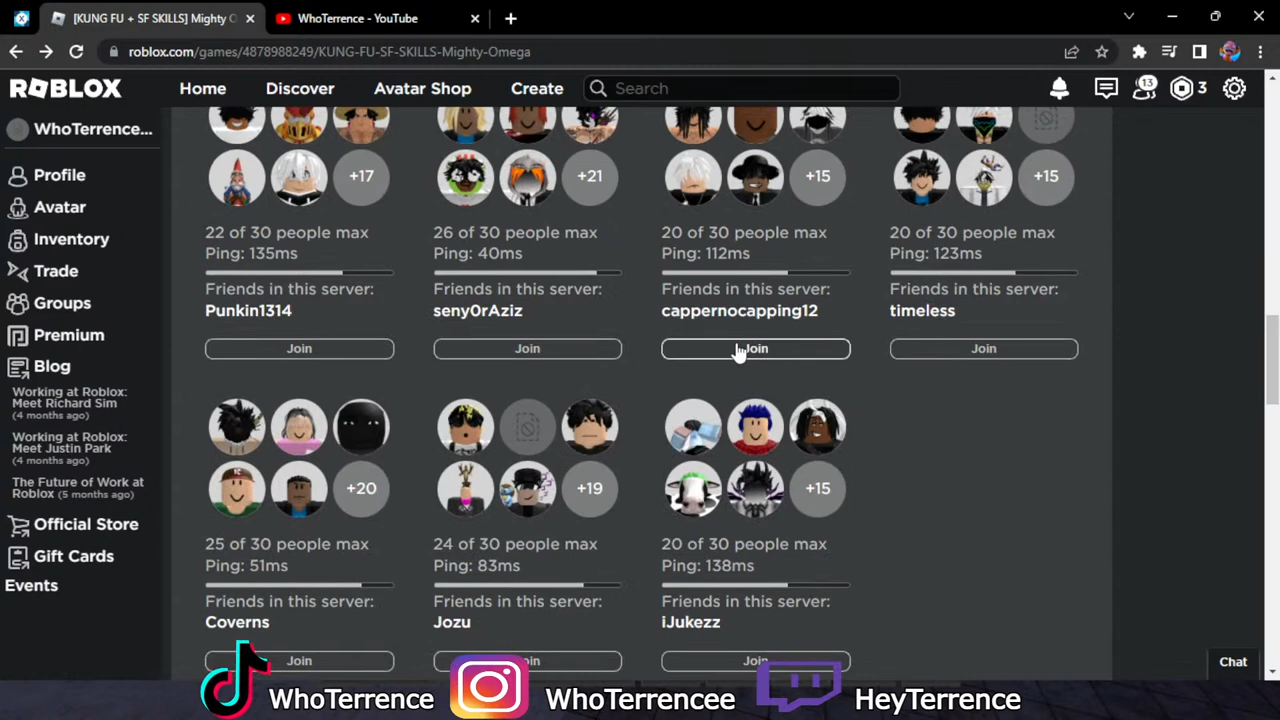 [KUNG FU + SF SKILLS] Mighty O
WhoTerrence - YouTube
roblox.com/games/4878988249/KUNG-FU-SF-SKILLS-Mighty-Omega
ROBLOX
Home
Discover
Avatar Shop
Create
Search
13
3
WhoTerrence...
Profile
Avatar
Inventory
Trade
Groups
Premium
Blog
Working at Roblox:
Meet Richard Sim
(4 months ago)
Working at Roblox:
Meet Justin Park
(4 months ago)
The Future of Work at
Roblox (5 months ago)
Official Store
Gift Cards
Events
+17
22 of 30 people max
Ping: 135ms
Friends in this server:
Punkin1314
Join
+21
26 of 30 people max
Ping: 40ms
Friends in this server:
seny0rAziz
Join
+15
20 of 30 people max
Ping: 112ms
Friends in this server:
cappernocapping12
Join
+15
20 of 30 people max
Ping: 123ms
Friends in this server:
timeless
Join
+20
25 of 30 people max
Ping: 51ms
Friends in this server:
Coverns
Join
+19
24 of 30 people max
Ping: 83ms
Friends in this server:
Jozu
Join
+15
20 of 30 people max
Ping: 138ms
Friends in this server:
iJukezz
Join
Chat
WhoTerrence
WhoTerrencee
HeyTerrence